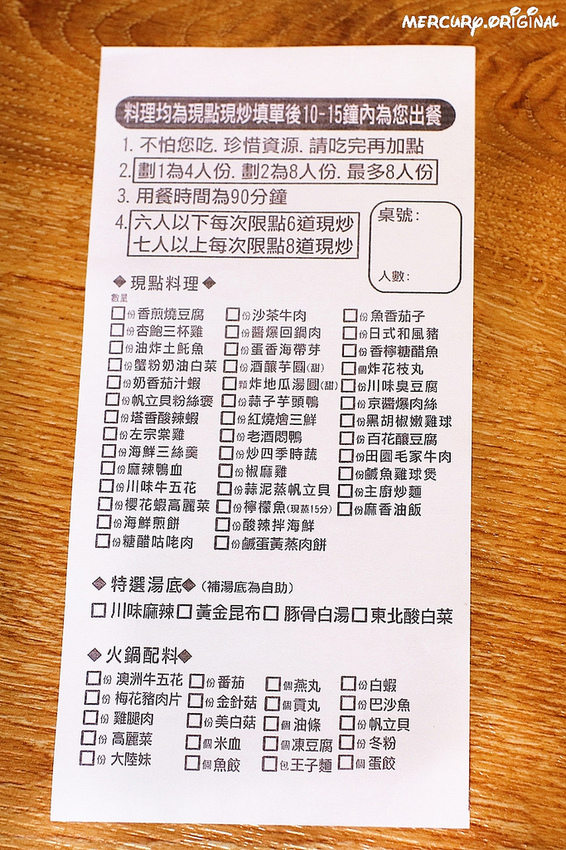 MERCURY.ORIGINAL
料理均為現點現炒填單後10-15鐘內為您出餐
1. 不怕您吃. 珍惜資源. 請吃完再加點
2. 劃1為4人份. 劃2為8人份. 最多8人份
3. 用餐時間為90分鐘
4. 六人以下每次限點6道現炒
七人以上每次限點8道現炒
桌號:
人數:
◆現點料理◆
數量
□份香煎燒豆腐 □份沙茶牛肉 □份魚香茄子
□份杏鮑三杯雞 □份醬爆回鍋肉 □份日式和風豬
□份油炸土魠魚 □份蛋香海帶芽 □份香檸糖醋魚
□份蟹粉奶油白菜 □份酒釀芋圓(甜) □個炸花枝丸
□份奶香茄汁蝦 □顆炸地瓜湯圓(甜) □份川味臭豆腐
□份帆立貝粉絲褒 □份蒜子芋頭鴨 □份京醬爆肉絲
□份塔香酸辣蝦 □份紅燒燴三鮮 □份黑胡椒嫩雞球
□份左宗棠雞 □份老酒悶鴨 □份百花釀豆腐
□份海鮮三絲羹 □份炒四季時蔬 □份田園毛家牛肉
□份麻辣鴨血 □份椒麻雞 □份鹹魚雞球煲
□份川味牛五花 □份蒜泥蒸帆立貝 □份主廚炒麵
□份櫻花蝦高麗菜 □份檸檬魚(現蒸15分) □份麻香油飯
□份海鮮煎餅 □份酸辣拌海鮮
□份糖醋咕咾肉 □份鹹蛋黃蒸肉餅
◆特選湯底◆(補湯底為自助)
□川味麻辣 □黃金昆布 □豚骨白湯 □東北酸白菜
◆火鍋配料◆
□份 澳洲牛五花 □份番茄 □個燕丸 □份白蝦
□份 梅花豬肉片 □份金針菇 □個貢丸 □份巴沙魚
□份 雞腿肉 □份美白菇 □個油條 □份帆立貝
□份 高麗菜 □個米血 □個凍豆腐 □份冬粉
□份 大陸妹 □個魚餃 □包王子麵 □個蛋餃